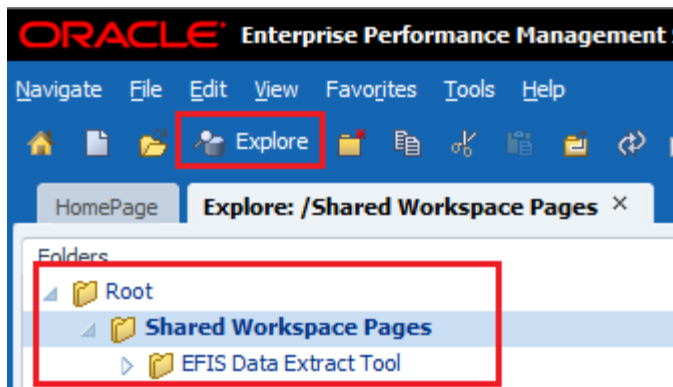 ORACLE Enterprise Performance Management
Navigate File Edit View Favorites Tools Help
Explore
HomePage Explore: /Shared Workspace Pages ×
Folders
Root
Shared Workspace Pages
EFIS Data Extract Tool